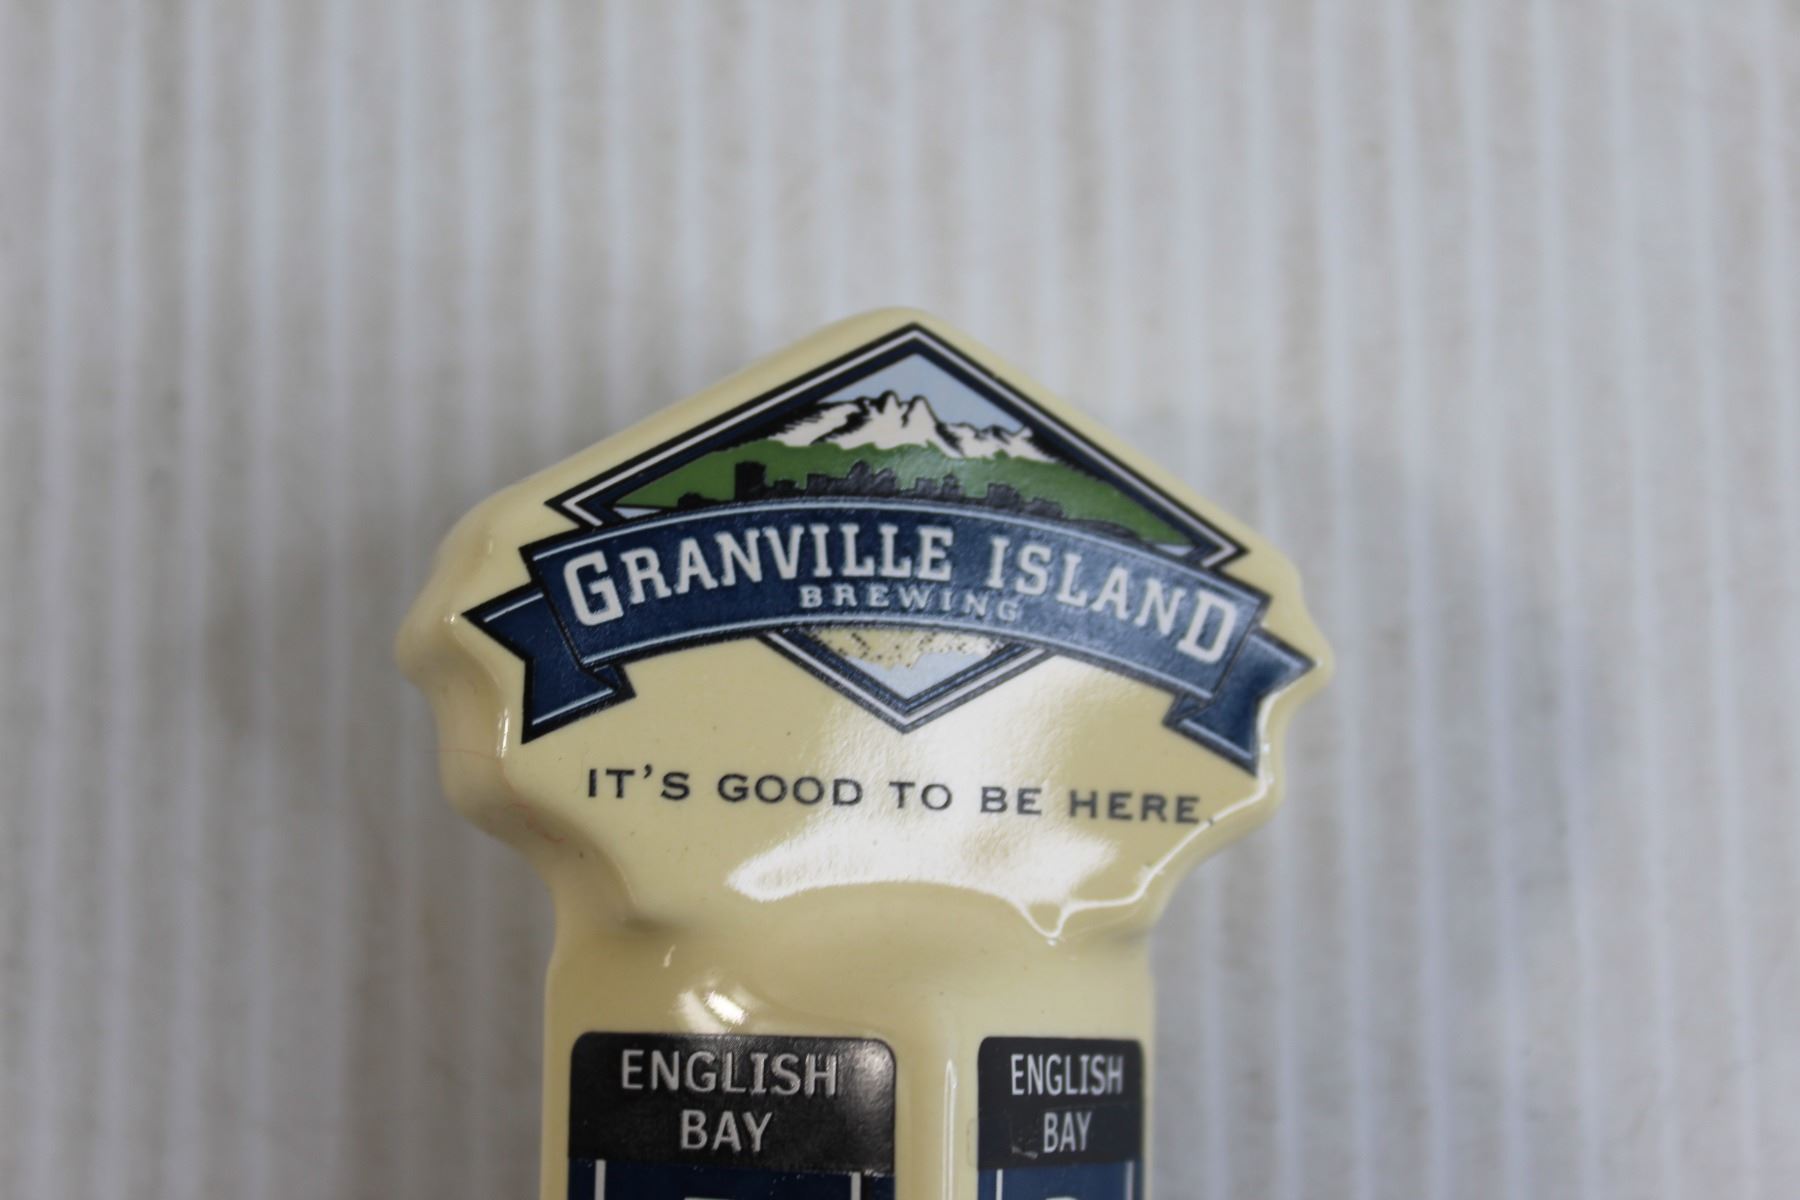 GRANVILLE ISLAND
BREWING
IT'S GOOD TO BE HERE.
ENGLISH
BAY
ENGLISH
BAY